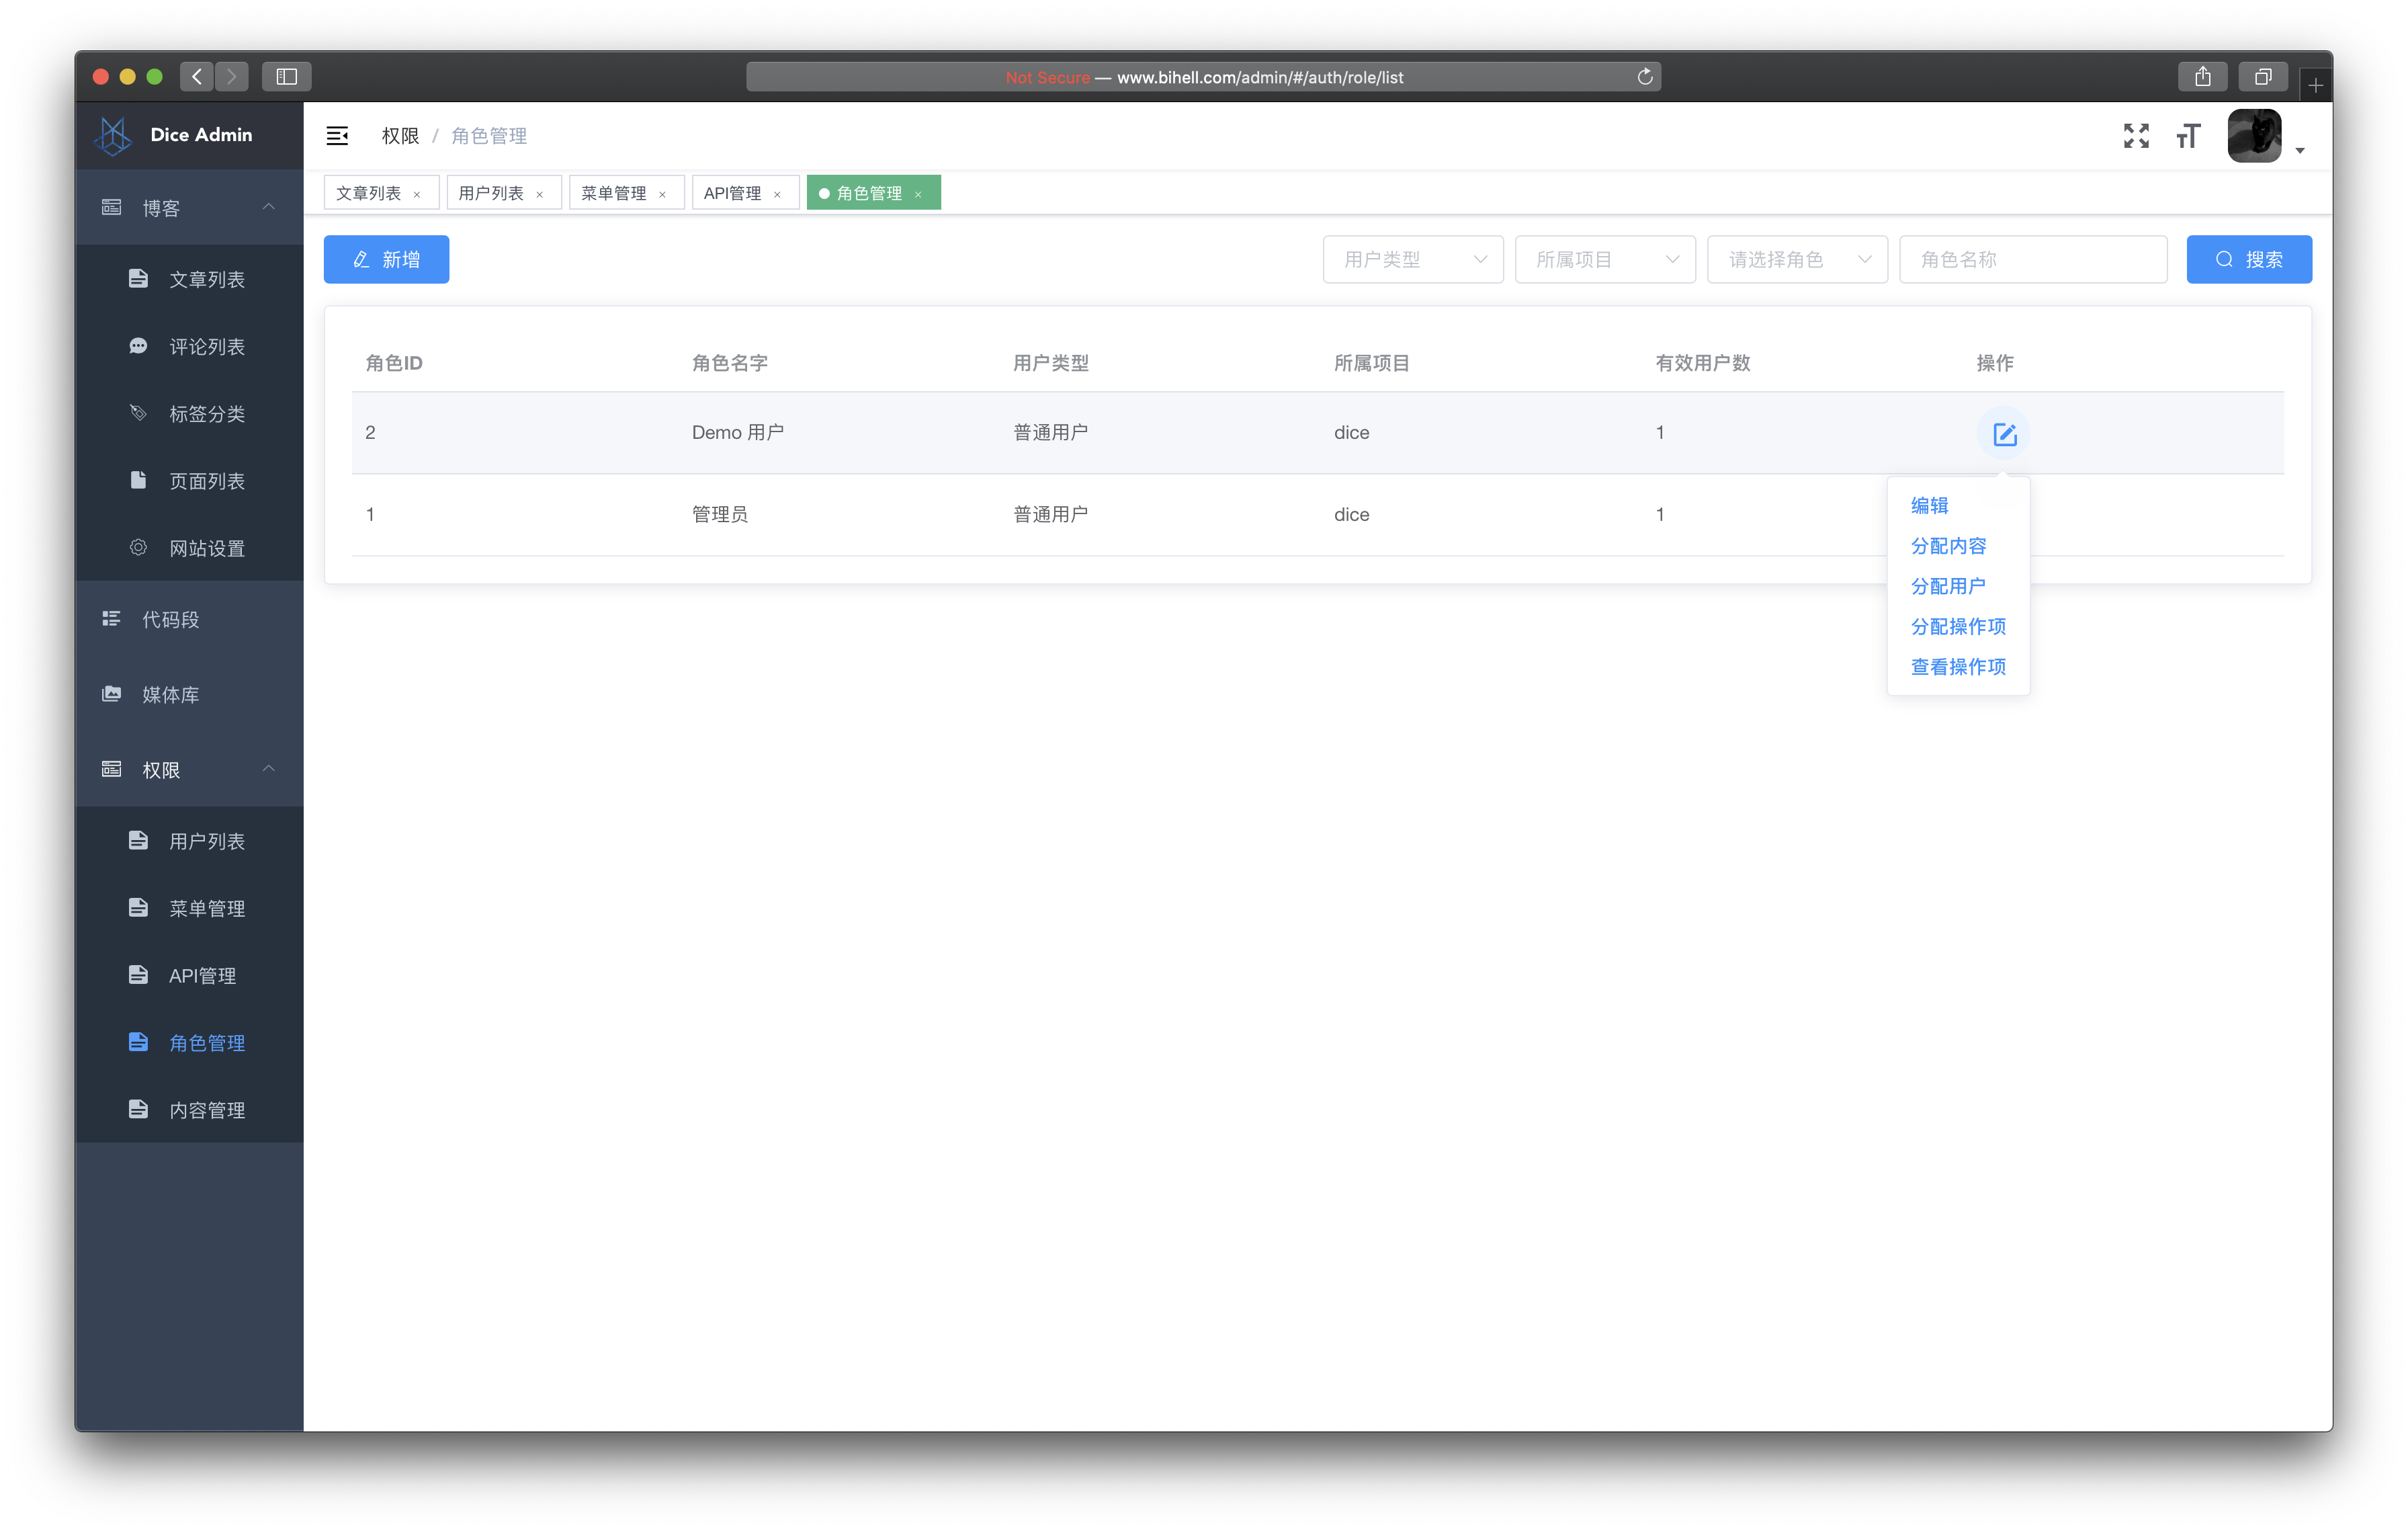 Not Secure — www.bihell.com/admin/#/auth/role/list
Dice Admin
权限 / 角色管理
文章列表 × 用户列表 × 菜单管理 × API管理 × 角色管理 ×
博客
文章列表
评论列表
标签分类
页面列表
网站设置
代码段
媒体库
权限
用户列表
菜单管理
API管理
角色管理
内容管理
新增 用户类型 所属项目 请选择角色 角色名称 搜索
角色ID 角色名字 用户类型 所属项目 有效用户数 操作
2 Demo 用户 普通用户 dice 1
1 管理员 普通用户 dice 1
编辑
分配内容
分配用户
分配操作项
查看操作项